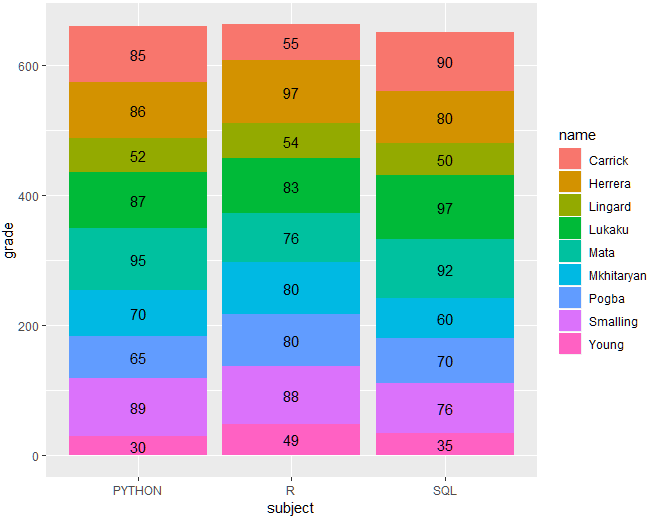 85
55
90
600
86
97
80
52
54
50
87
83
97
400
95
76
92
70
80
60
200
65
80
70
89
88
76
30
49
35
0
PYTHON R SQL
subject
grade
name
Carrick
Herrera
Lingard
Lukaku
Mata
Mkhitaryan
Pogba
Smalling
Young